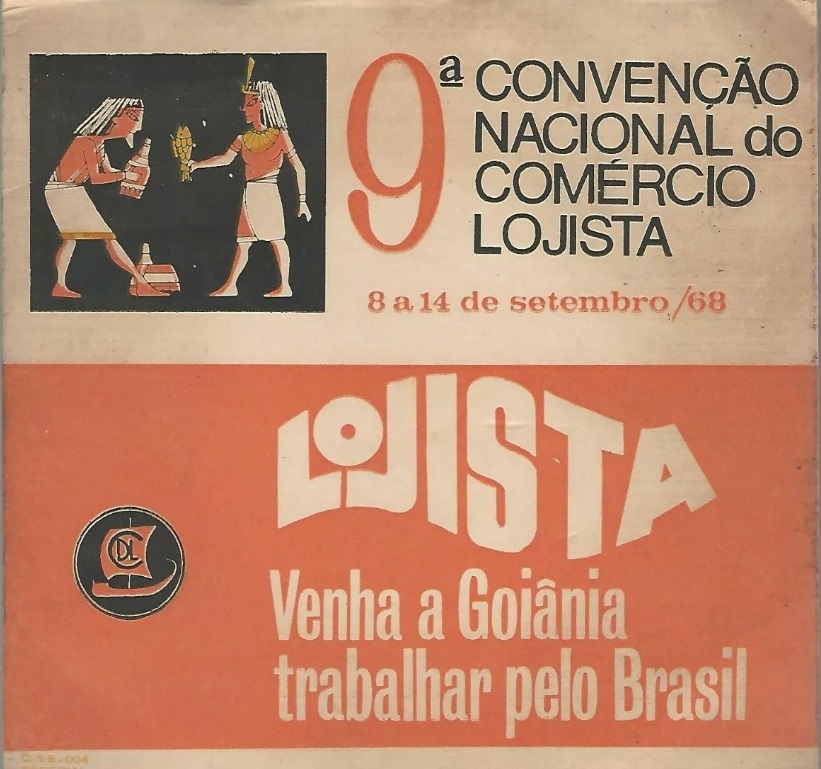 9ª CONVENÇÃO
NACIONAL do
COMÉRCIO
LOJISTA
8 a 14 de setembro/68
LOJISTA
CDL
Venha a Goiânia
trabalhar pelo Brasil